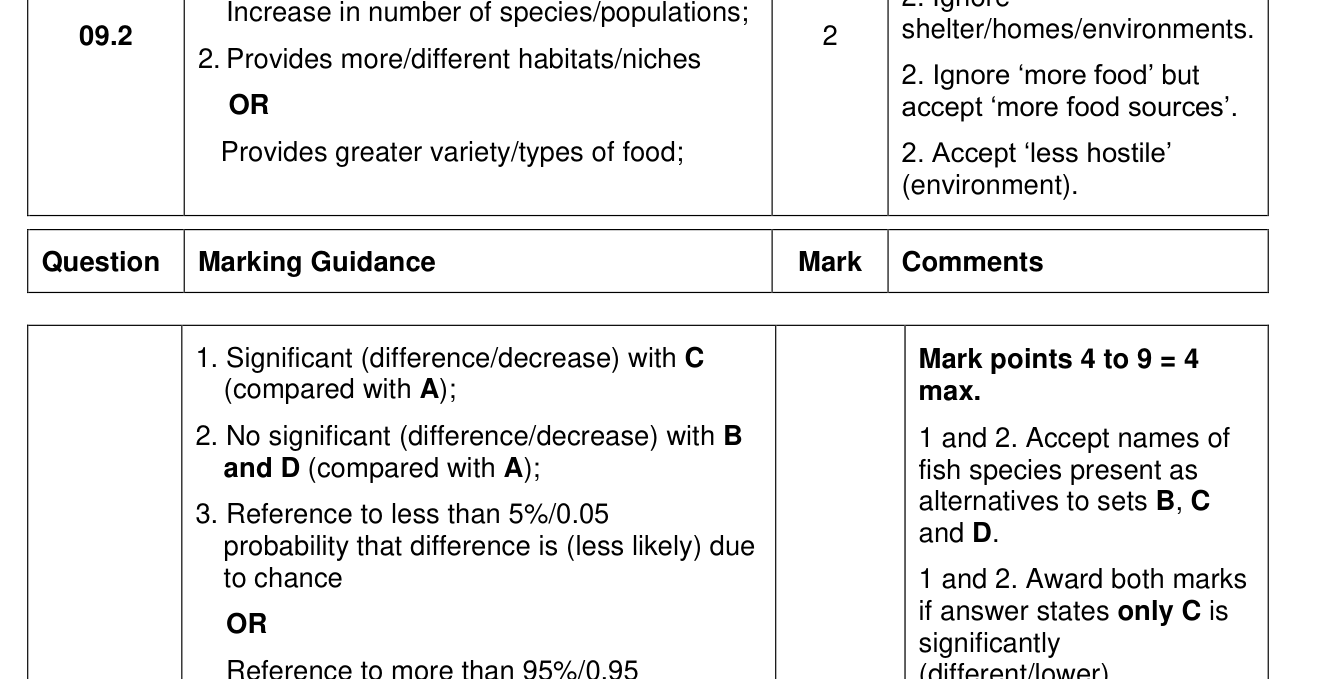 Increase in number of species/populations;
2. Provides more/different habitats/niches
OR
Provides greater variety/types of food;
09.2
2
2. Ignore
shelter/homes/environments.
2. Ignore ‘more food’ but
accept ‘more food sources’.
2. Accept ‘less hostile’
(environment).
Question Marking Guidance Mark Comments
1. Significant (difference/decrease) with C
(compared with A);
2. No significant (difference/decrease) with B
and D (compared with A);
3. Reference to less than 5%/0.05
probability that difference is (less likely) due
to chance
OR
Reference to more than 95%/0.95
Mark points 4 to 9 = 4
max.
1 and 2. Accept names of
fish species present as
alternatives to sets B, C
and D.
1 and 2. Award both marks
if answer states only C is
significantly
(different/lower)